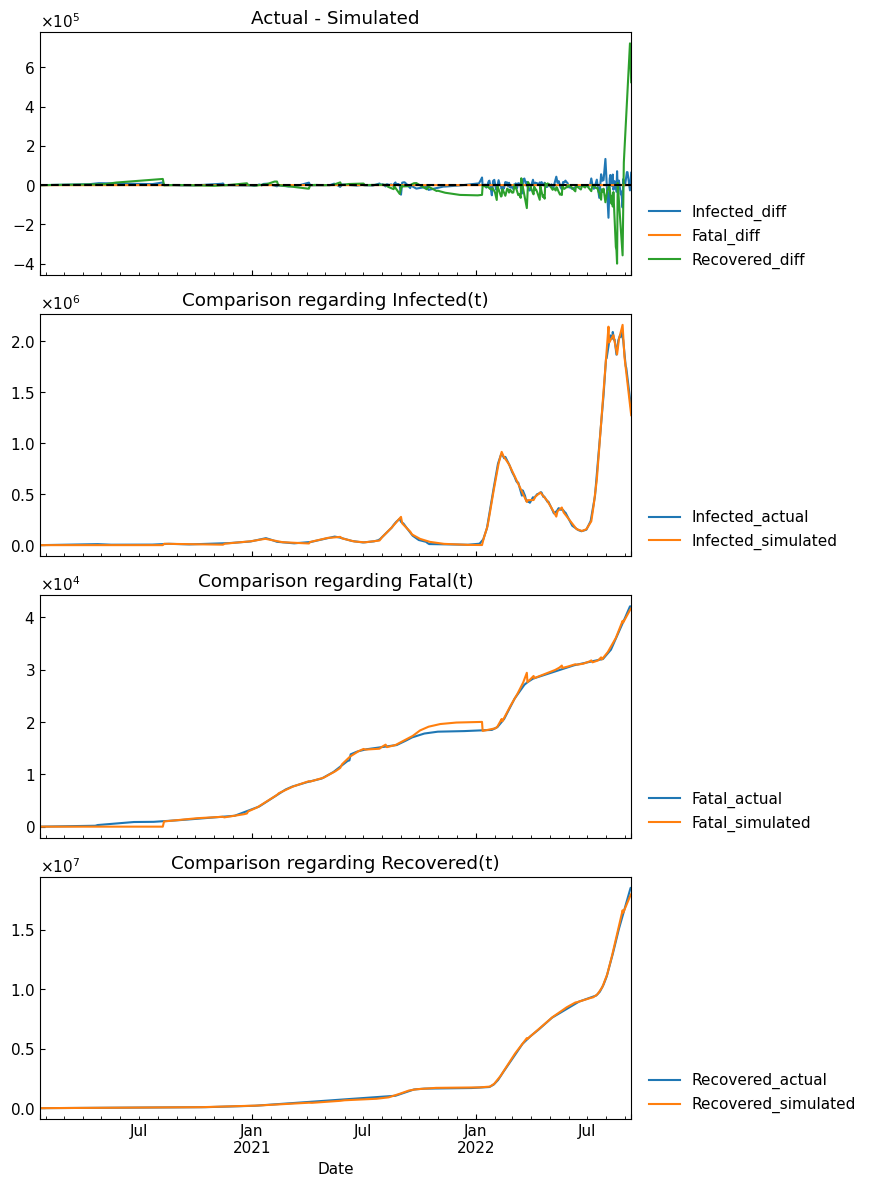 ×10⁵
Actual - Simulated
6
4
2
0
−2
−4
Infected_diff
Fatal_diff
Recovered_diff
×10⁶
Comparison regarding Infected(t)
2.0
1.5
1.0
0.5
0.0
Infected_actual
Infected_simulated
×10⁴
Comparison regarding Fatal(t)
4
3
2
1
0
Fatal_actual
Fatal_simulated
×10⁷
Comparison regarding Recovered(t)
1.5
1.0
0.5
0.0
Recovered_actual
Recovered_simulated
Jul Jan Jul Jan Jul
2021 2022
Date